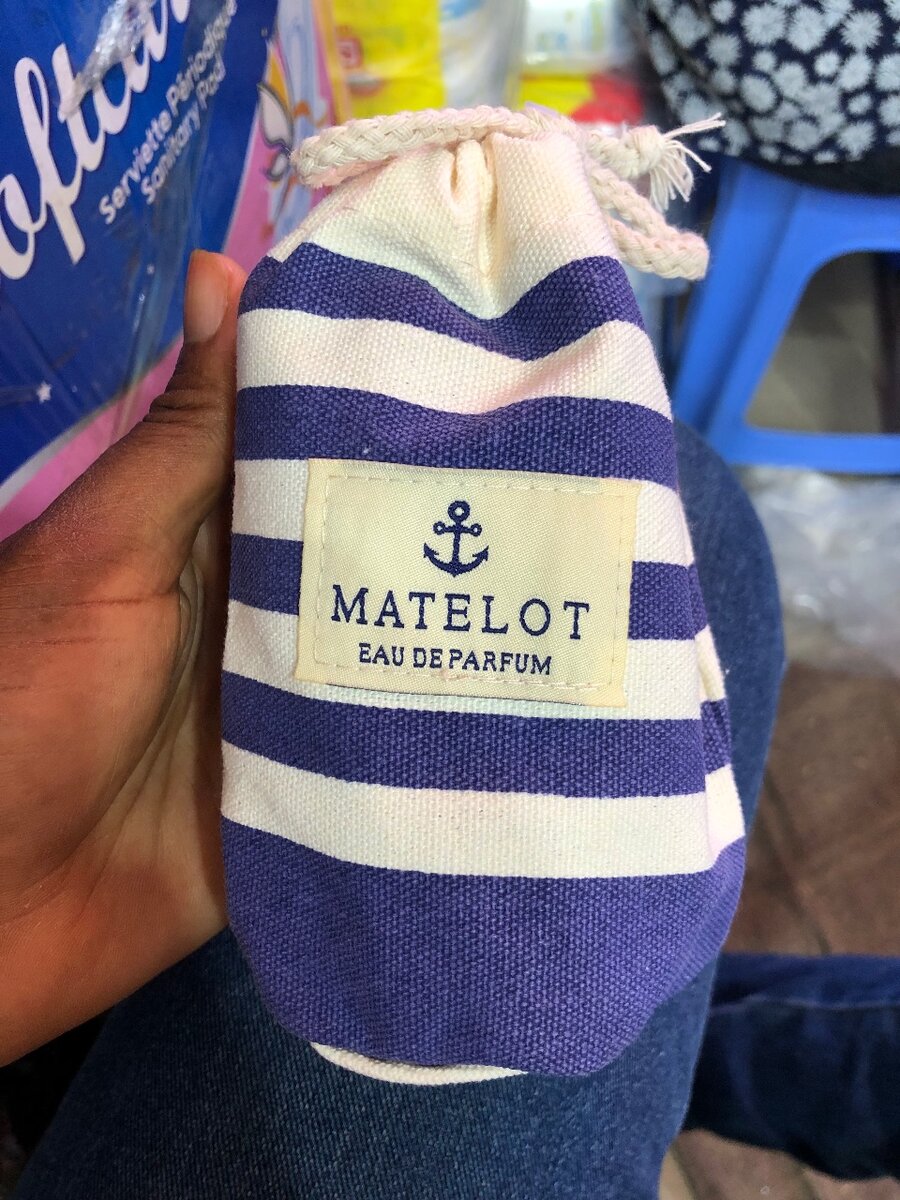 Serviette Périodique
Sanitary Pad
MATELOT
EAU DE PARFUM